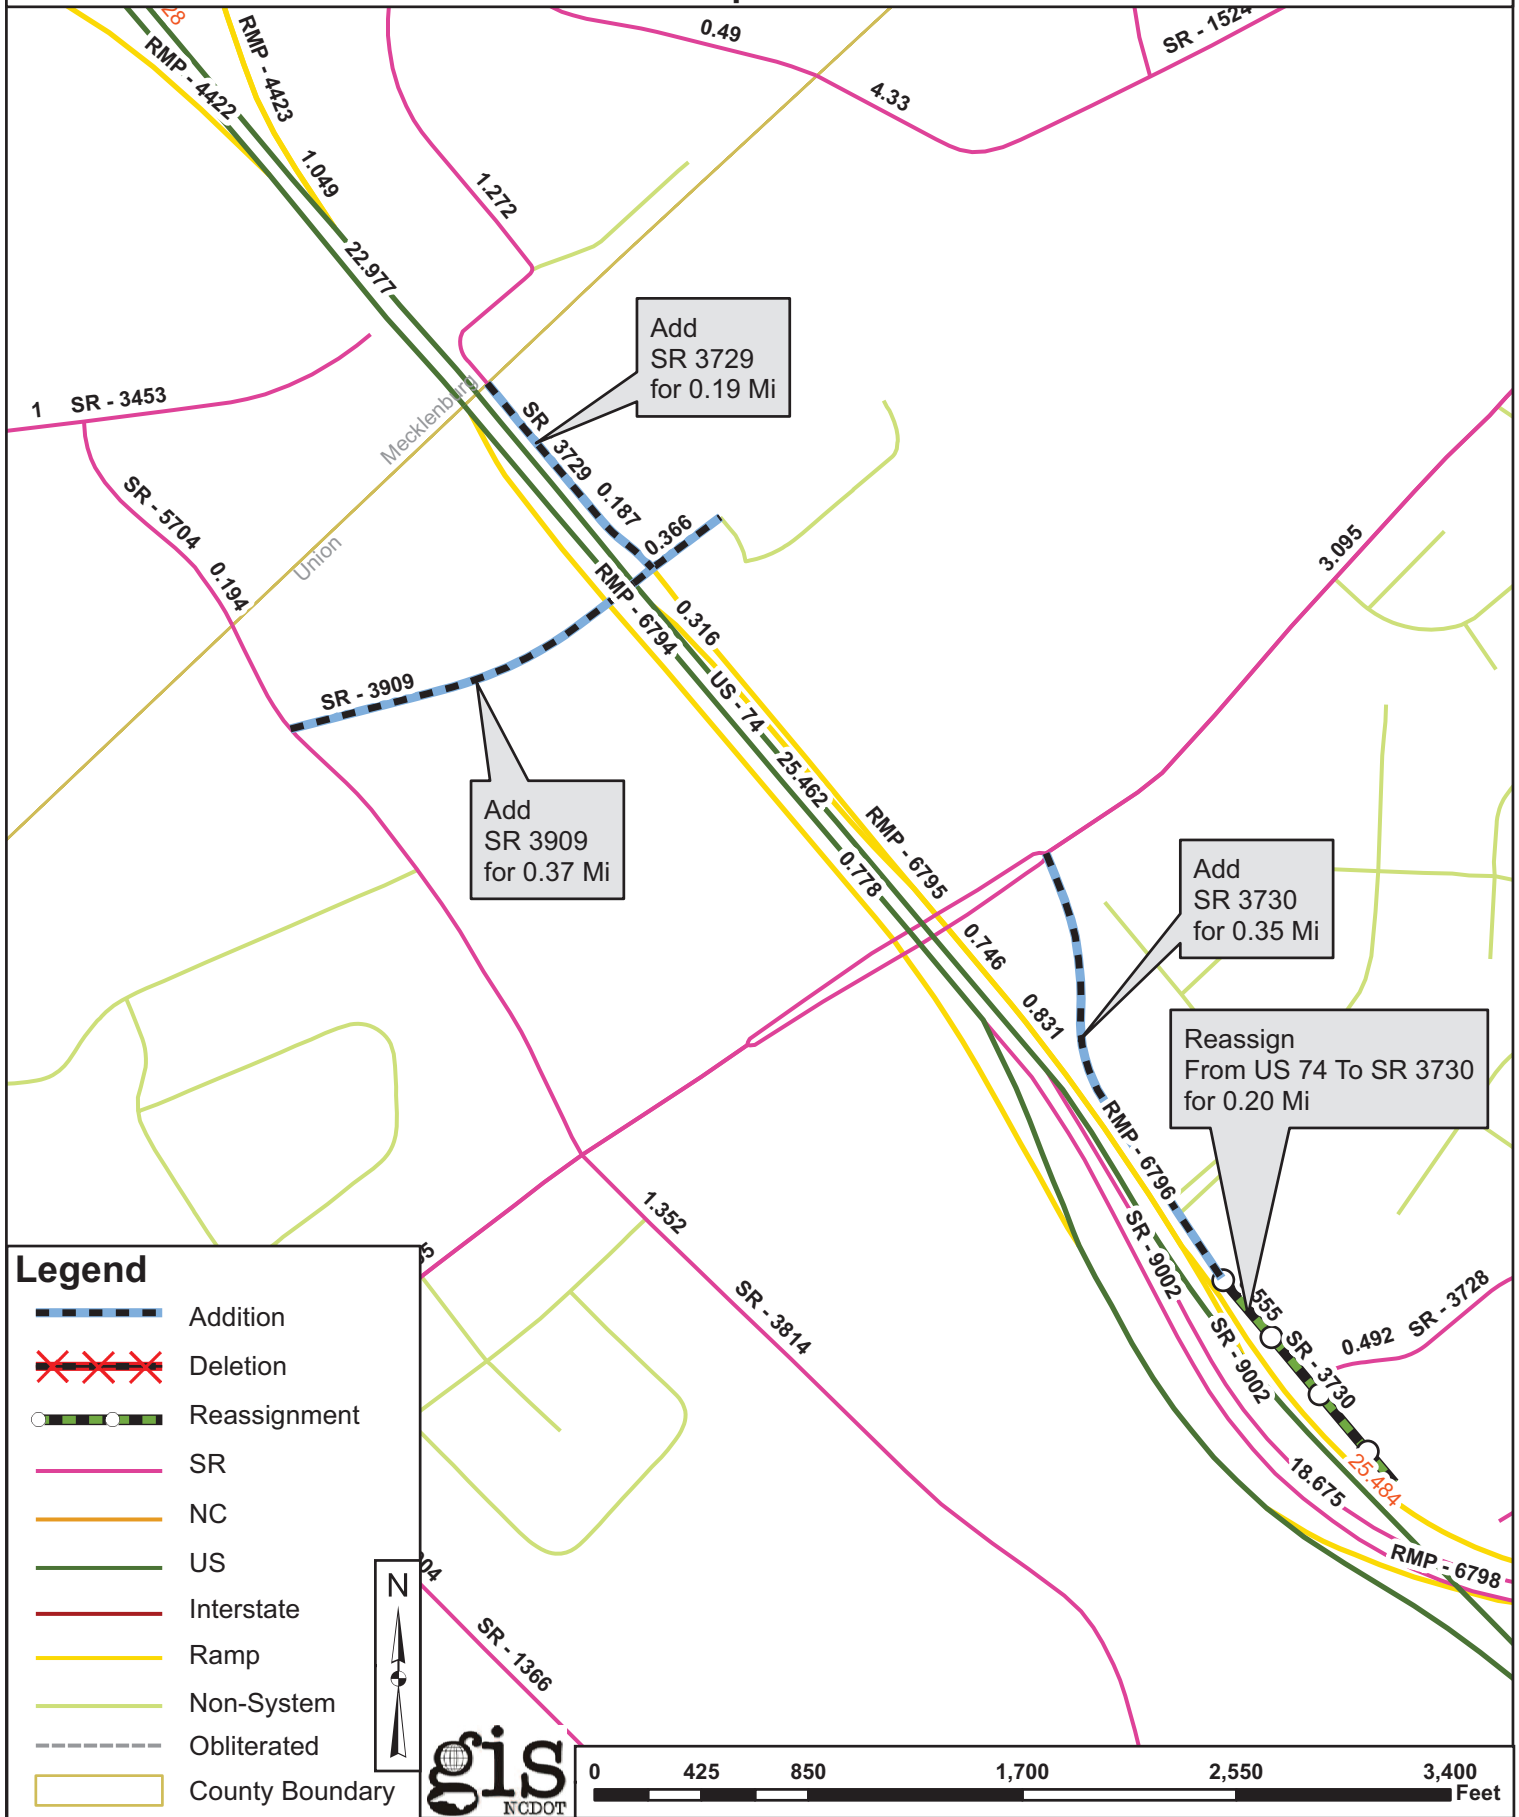 28
RMP - 4422
RMP - 4423
1.049
22.977
0.49
4.33
SR - 1524
1.272
Add
SR 3729
for 0.19 Mi
1 SR - 3453
Mecklenburg
Union
SR - 5704
0.194
SR 3729
0.187
0.366
RMP - 6794
0.316
US - 74
25.462
3.095
SR - 3909
Add
SR 3909
for 0.37 Mi
0.778
RMP - 6795
0.746
0.831
Add
SR 3730
for 0.35 Mi
Reassign
From US 74 To SR 3730
for 0.20 Mi
RMP - 6796
SR - 9002
SR - 9002
555
SR - 3730
0.492 SR - 3728
25.484
18.675
RMP - 6798
1.352
SR - 3814
SR - 1366
Legend
Addition
Deletion
Reassignment
SR
NC
US
Interstate
Ramp
Non-System
Obliterated
County Boundary
N
gis
NCDOT
0 425 850 1,700 2,550 3,400
Feet